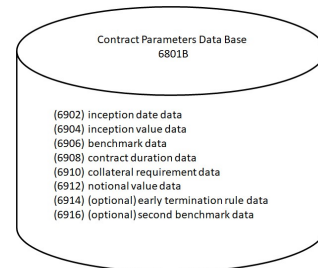 Contract Parameters Data Base
6801B
(6902) inception date data
(6904) inception value data
(6906) benchmark data
(6908) contract duration data
(6910) collateral requirement data
(6912) notional value data
(6914) (optional) early termination rule data
(6916) (optional) second benchmark data